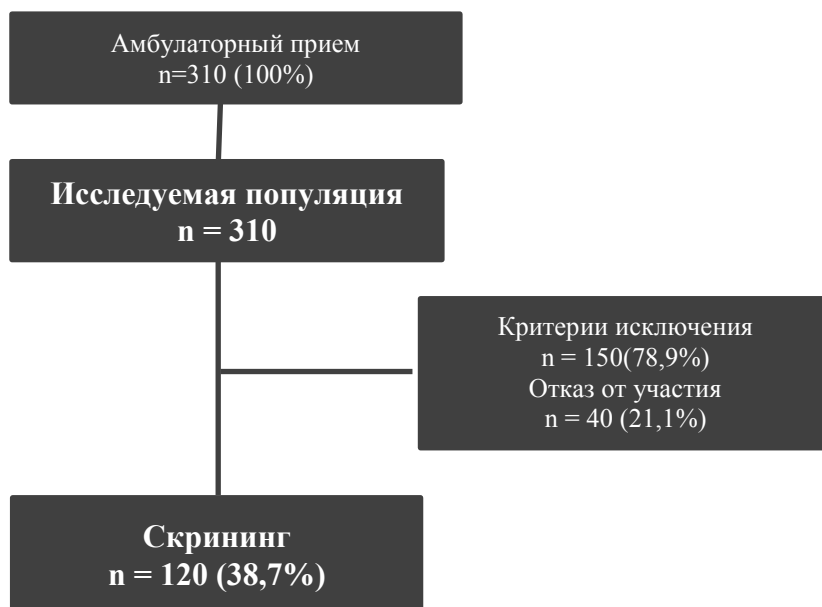 Амбулаторный прием
n=310 (100%)
Исследуемая популяция
n = 310
Критерии исключения
n = 150(78,9%)
Отказ от участия
n = 40 (21,1%)
Скрининг
n = 120 (38,7%)